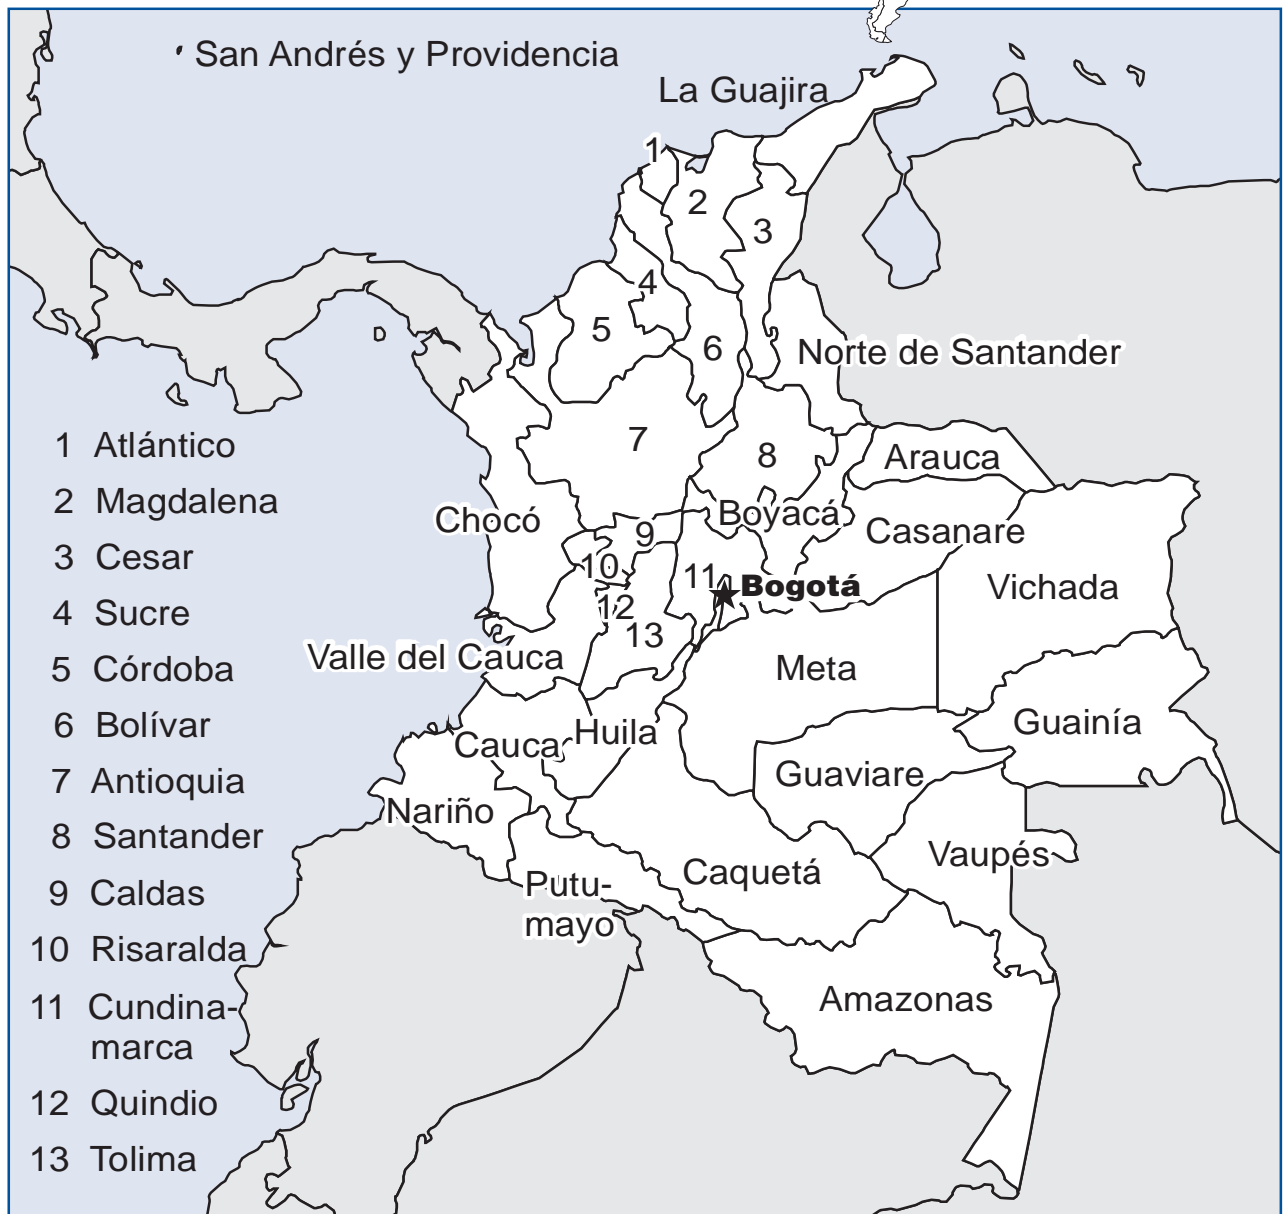 San Andrés y Providencia
La Guajira
1
2
3
4
5
6
Norte de Santander
7
8
Arauca
Chocó
9
Boyacá
Casanare
10
11
Bogotá
Vichada
12
13
Valle del Cauca
Meta
Cauca
Huila
Guainía
Guaviare
Nariño
Vaupés
Caquetá
Putu-
mayo
Amazonas
1 Atlántico
2 Magdalena
3 Cesar
4 Sucre
5 Córdoba
6 Bolívar
7 Antioquia
8 Santander
9 Caldas
10 Risaralda
11 Cundina-
marca
12 Quindio
13 Tolima